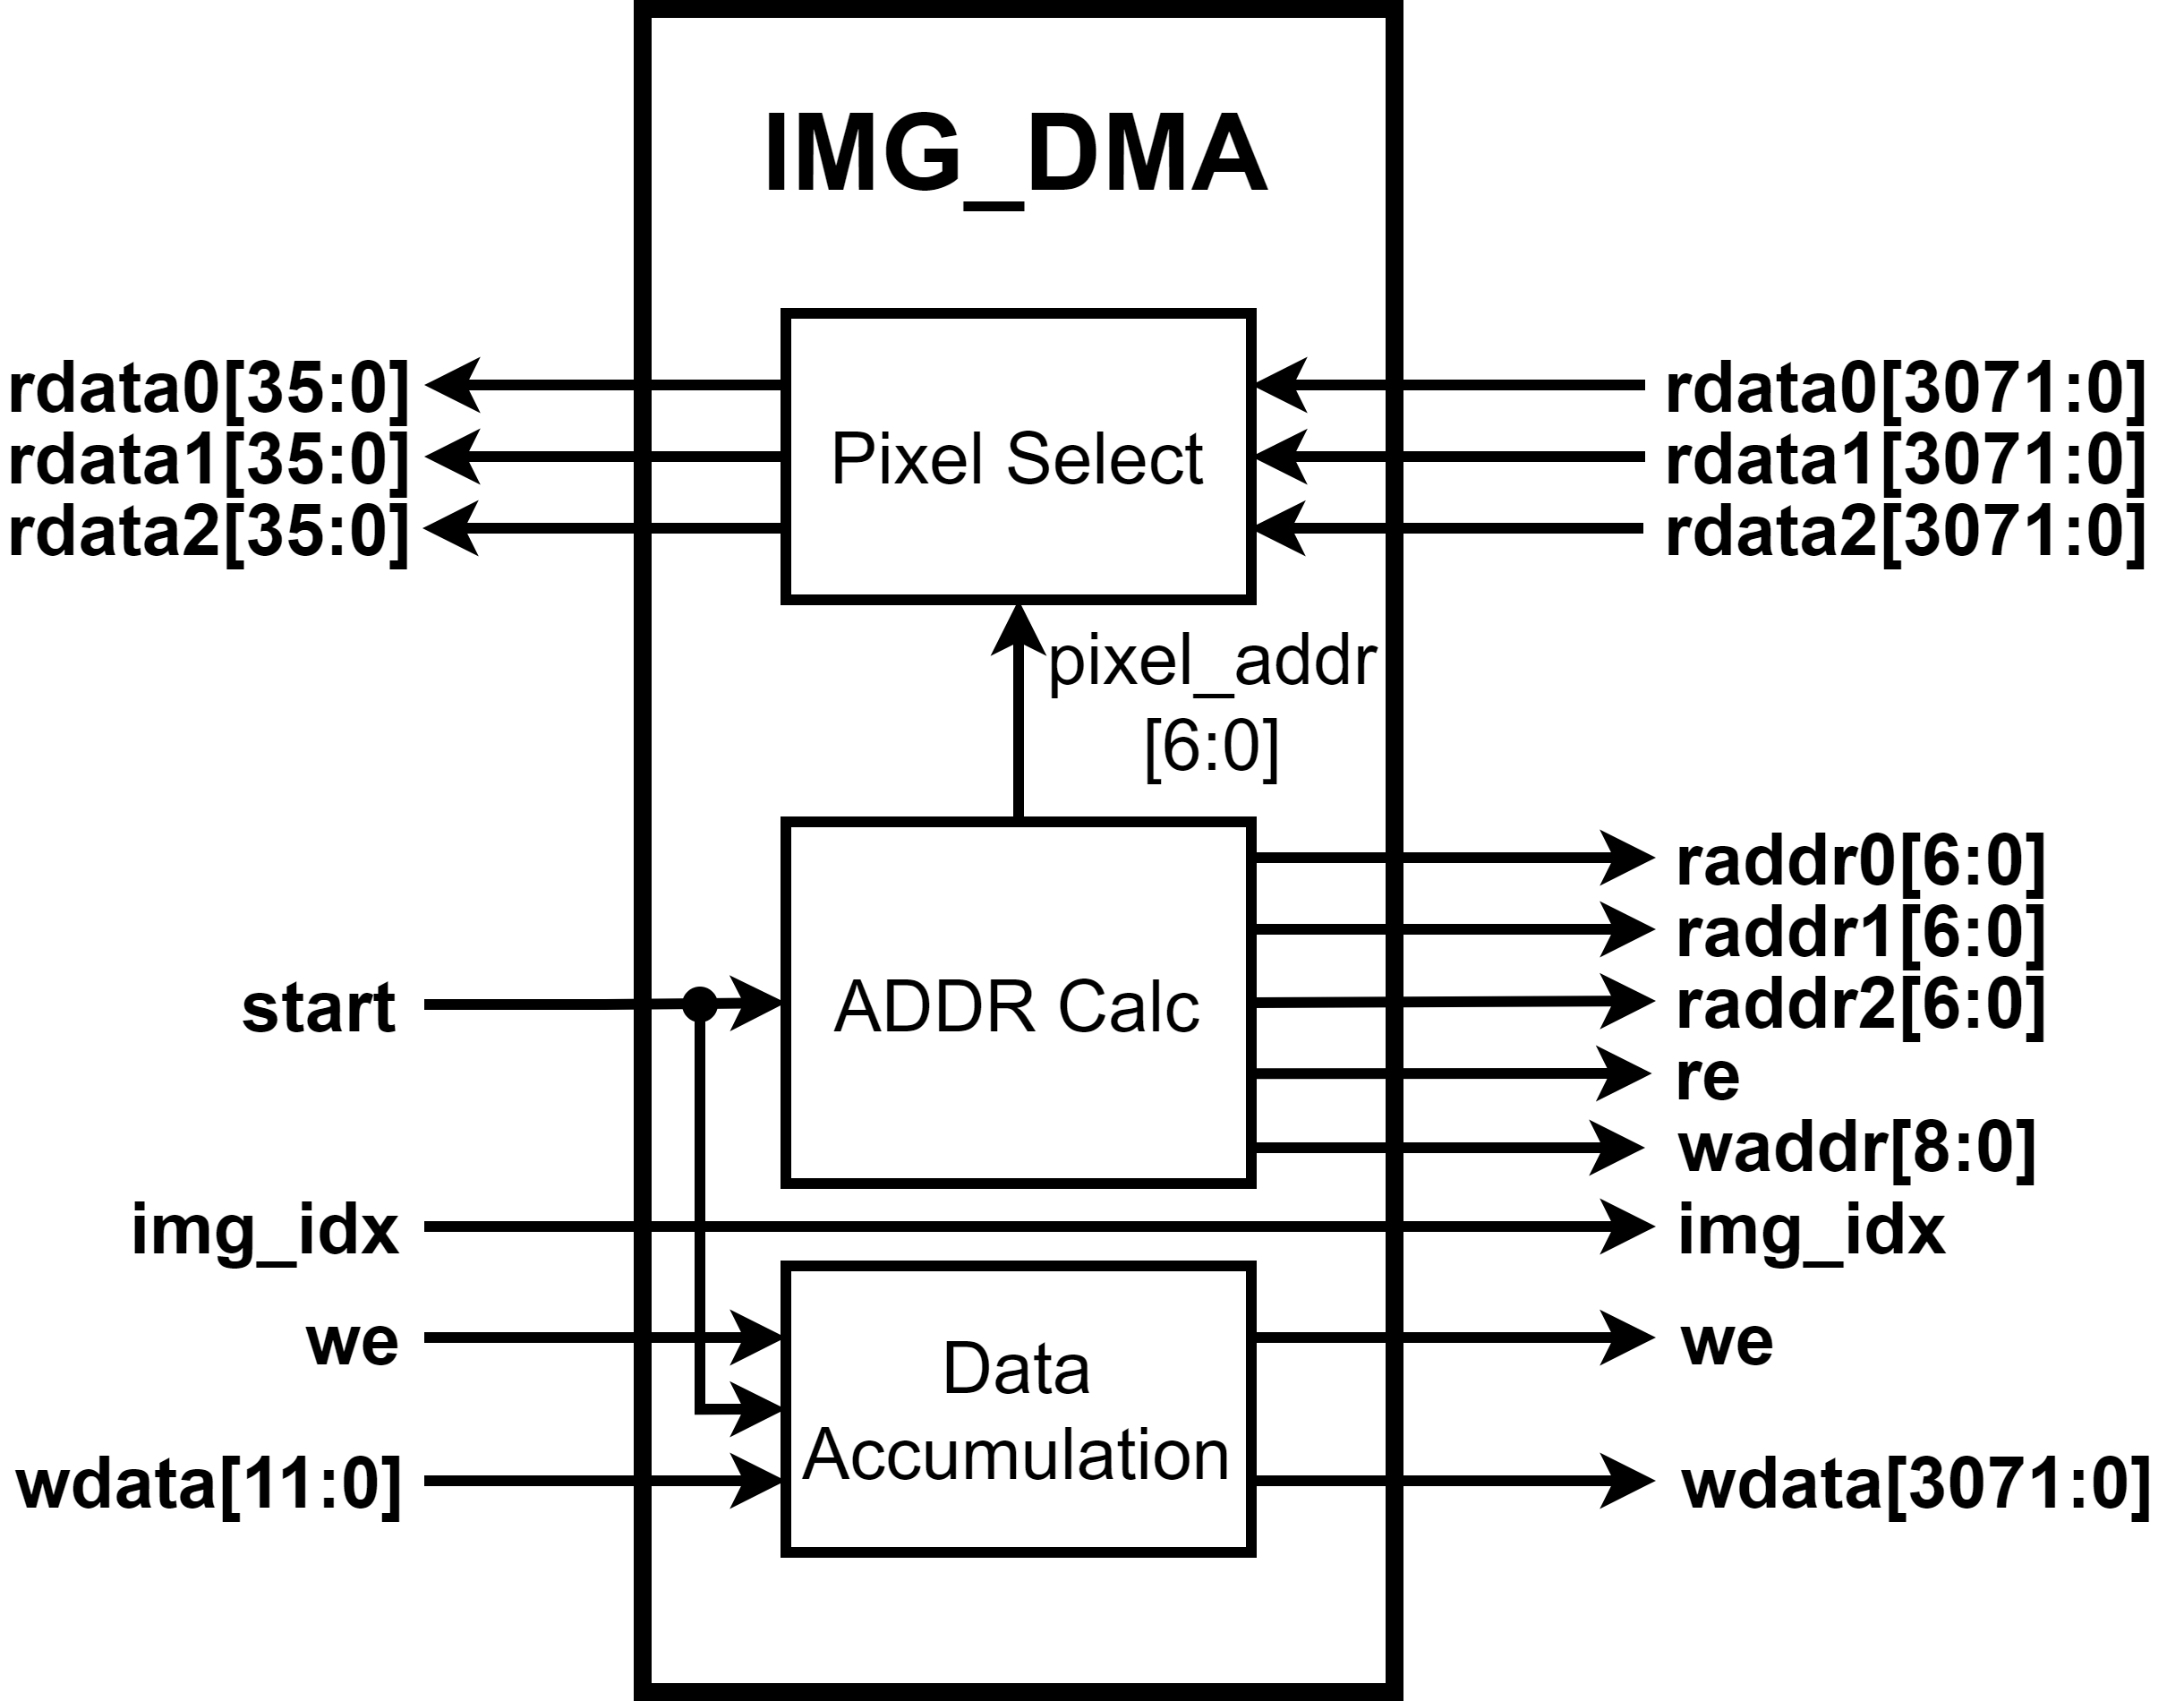 IMG_DMA
rdata0[35:0]
rdata1[35:0]
rdata2[35:0]
Pixel Select
rdata0[3071:0]
rdata1[3071:0]
rdata2[3071:0]
pixel_addr
[6:0]
start
ADDR Calc
raddr0[6:0]
raddr1[6:0]
raddr2[6:0]
re
waddr[8:0]
img_idx
img_idx
we
wdata[11:0]
Data
Accumulation
we
wdata[3071:0]